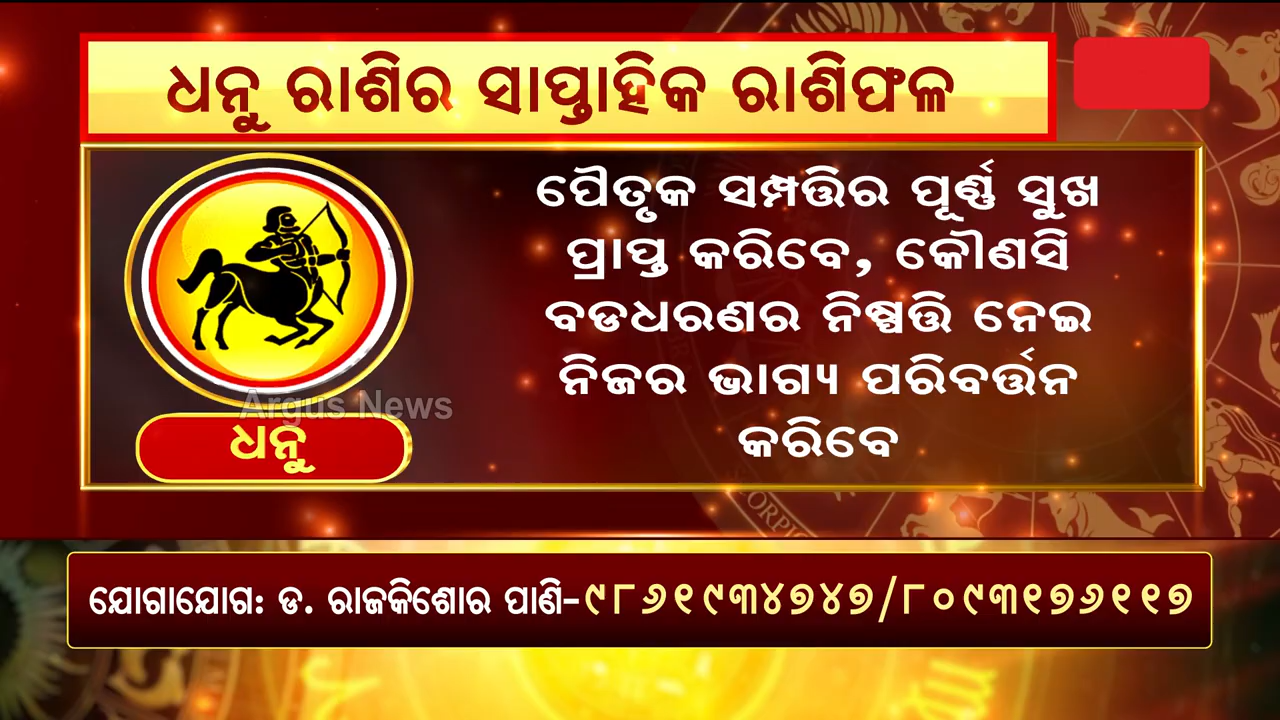 ଧନୁ ରାଶିର ସାପ୍ତାହିକ ରାଶିଫଳ
ପୈତୃକ ସମ୍ପତ୍ତିର ପୂର୍ଣ୍ଣ ସୁଖ
ପ୍ରାପ୍ତ କରିବେ, କୌଣସି
ବଡଧରଣର ନିଷ୍ପତ୍ତି ନେଇ
ନିଜର ଭାଗ୍ୟ ପରିବର୍ତ୍ତନ
କରିବେ
Argus News
ଧନୁ
ଯୋଗାଯୋଗ: ଡ. ରାଜକିଶୋର ପାଣି-୯୮୬୧୯୩୪୭୪୭/୮୦୯୩୧୭୬୧୧୭